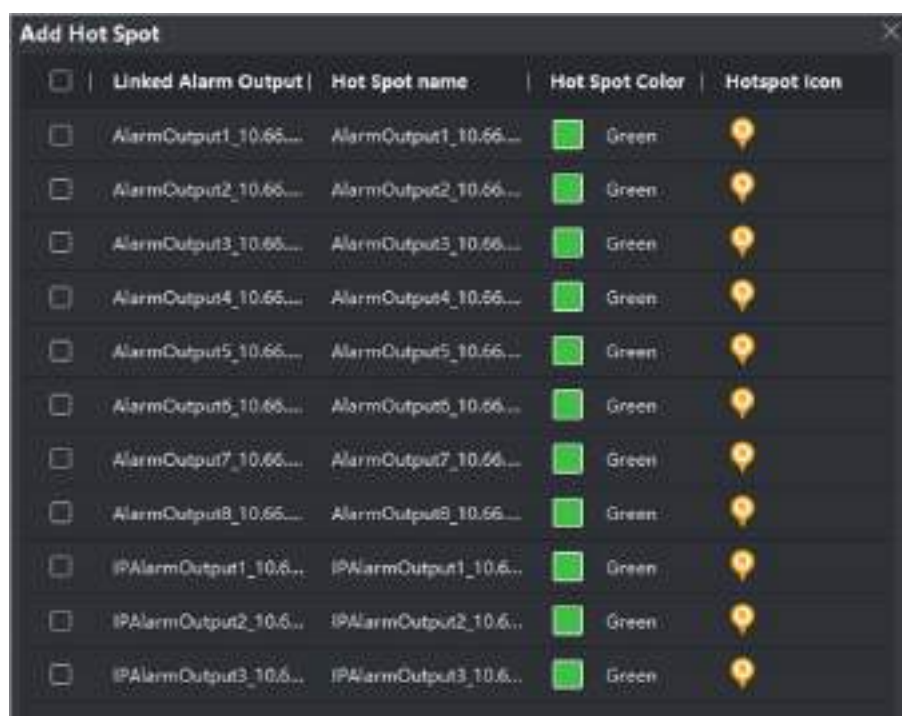 Add Hot Spot
Linked Alarm Output | Hot Spot name | Hot Spot Color | Hotspot Icon
AlarmOutput1_10.66.... AlarmOutput1_10.66.... Green
AlarmOutput2_10.66.... AlarmOutput2_10.66.... Green
AlarmOutput3_10.66.... AlarmOutput3_10.66.... Green
AlarmOutput4_10.66.... AlarmOutput4_10.66.... Green
AlarmOutput5_10.66.... AlarmOutput5_10.66.... Green
AlarmOutput6_10.66.... AlarmOutput6_10.66.... Green
AlarmOutput7_10.66.... AlarmOutput7_10.66.... Green
AlarmOutput8_10.66.... AlarmOutput8_10.66.... Green
IPAlarmOutput1_10.6... IPAlarmOutput1_10.6... Green
IPAlarmOutput2_10.6... IPAlarmOutput2_10.6... Green
IPAlarmOutput3_10.6... IPAlarmOutput3_10.6... Green